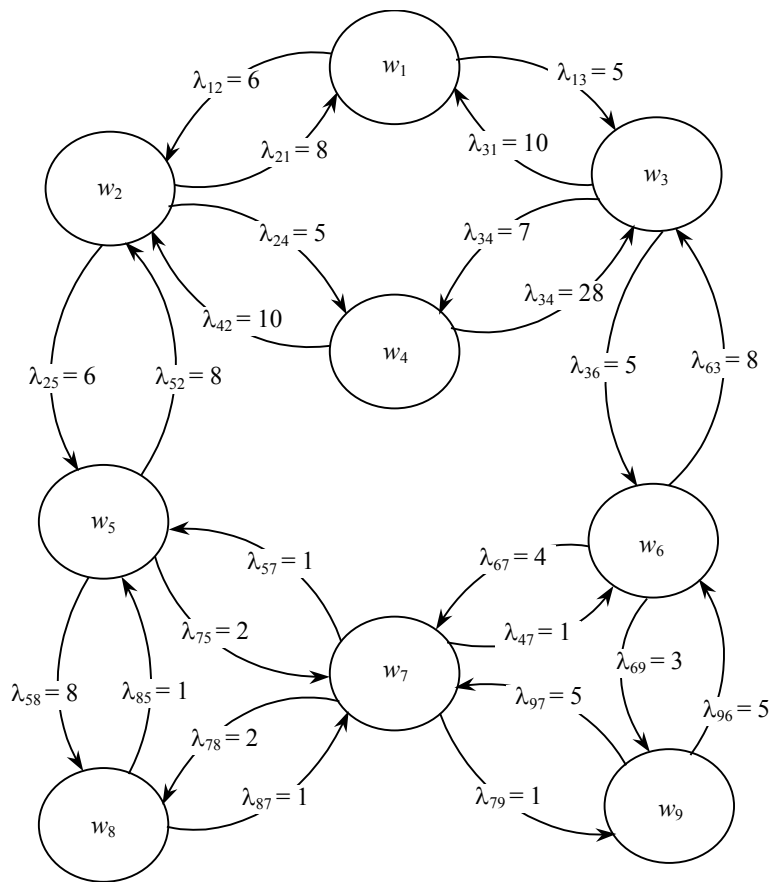 w₁
λ₁₂ = 6
λ₁₃ = 5
λ₂₁ = 8
λ₃₁ = 10
w₂
w₃
λ₂₄ = 5
λ₃₄ = 7
λ₄₂ = 10
λ₃₄ = 28
w₄
λ₂₅ = 6
λ₅₂ = 8
λ₃₆ = 5
λ₆₃ = 8
w₅
w₆
λ₅₇ = 1
λ₆₇ = 4
λ₇₅ = 2
λ₄₇ = 1
w₇
λ₆₉ = 3
λ₅₈ = 8
λ₈₅ = 1
λ₉₇ = 5
λ₉₆ = 5
λ₇₈ = 2
λ₈₇ = 1
λ₇₉ = 1
w₈
w₉